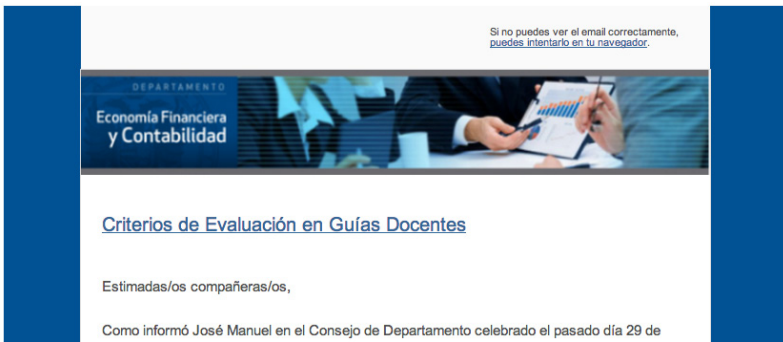 Si no puedes ver el email correctamente,
puedes intentarlo en tu navegador.
DEPARTAMENTO
Economía Financiera
y Contabilidad
Criterios de Evaluación en Guías Docentes
Estimadas/os compañeras/os,
Como informó José Manuel en el Consejo de Departamento celebrado el pasado día 29 de